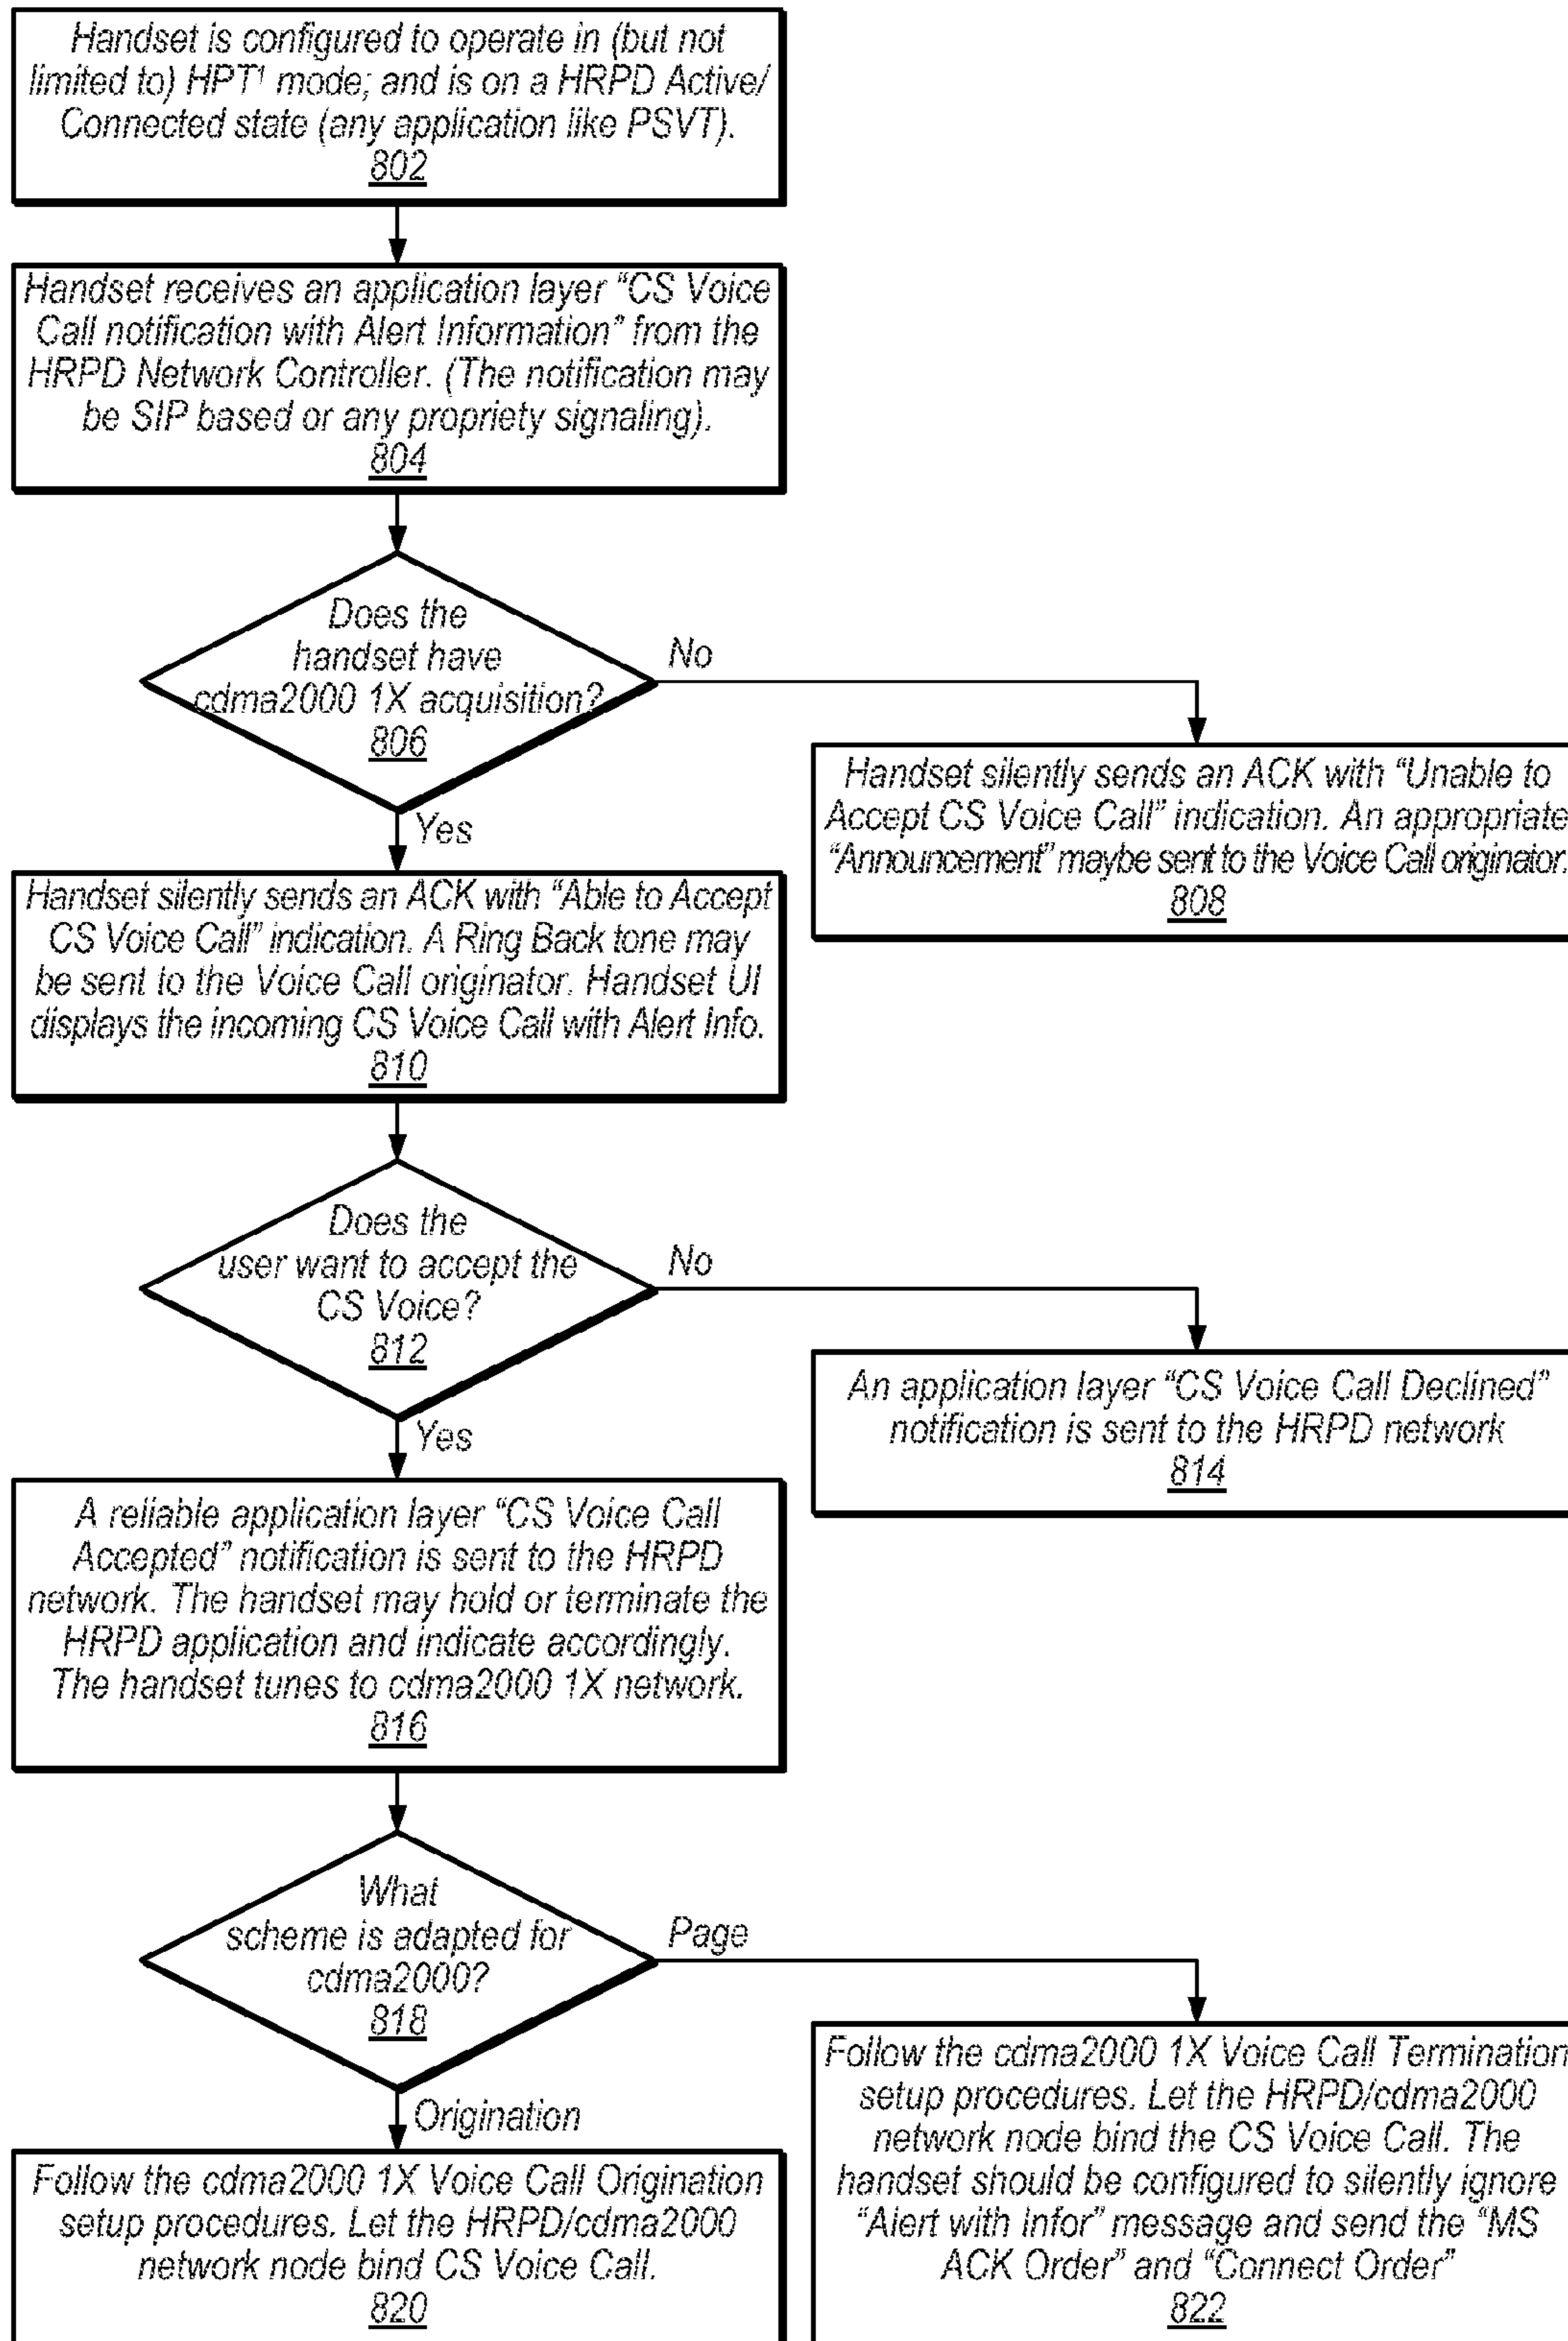 Handset is configured to operate in (but not
limited to) HPT¹ mode; and is on a HRPD Active/
Connected state (any application like PSVT).
802
Handset receives an application layer “CS Voice
Call notification with Alert Information” from the
HRPD Network Controller. (The notification may
be SIP based or any propriety signaling).
804
Does the
handset have
cdma2000 1X acquisition?
806
No
Yes
Handset silently sends an ACK with “Unable to
Accept CS Voice Call” indication. An appropriate
“Announcement” maybe sent to the Voice Call originator.
808
Handset silently sends an ACK with “Able to Accept
CS Voice Call” indication. A Ring Back tone may
be sent to the Voice Call originator. Handset UI
displays the incoming CS Voice Call with Alert Info.
810
Does the
user want to accept the
CS Voice?
812
No
Yes
An application layer “CS Voice Call Declined”
notification is sent to the HRPD network
814
A reliable application layer “CS Voice Call
Accepted” notification is sent to the HRPD
network. The handset may hold or terminate the
HRPD application and indicate accordingly.
The handset tunes to cdma2000 1X network.
816
What
scheme is adapted for
cdma2000?
818
Page
Origination
Follow the cdma2000 1X Voice Call Termination
setup procedures. Let the HRPD/cdma2000
network node bind the CS Voice Call. The
handset should be configured to silently ignore
“Alert with Infor” message and send the “MS
ACK Order” and “Connect Order”
822
Follow the cdma2000 1X Voice Call Origination
setup procedures. Let the HRPD/cdma2000
network node bind CS Voice Call.
820